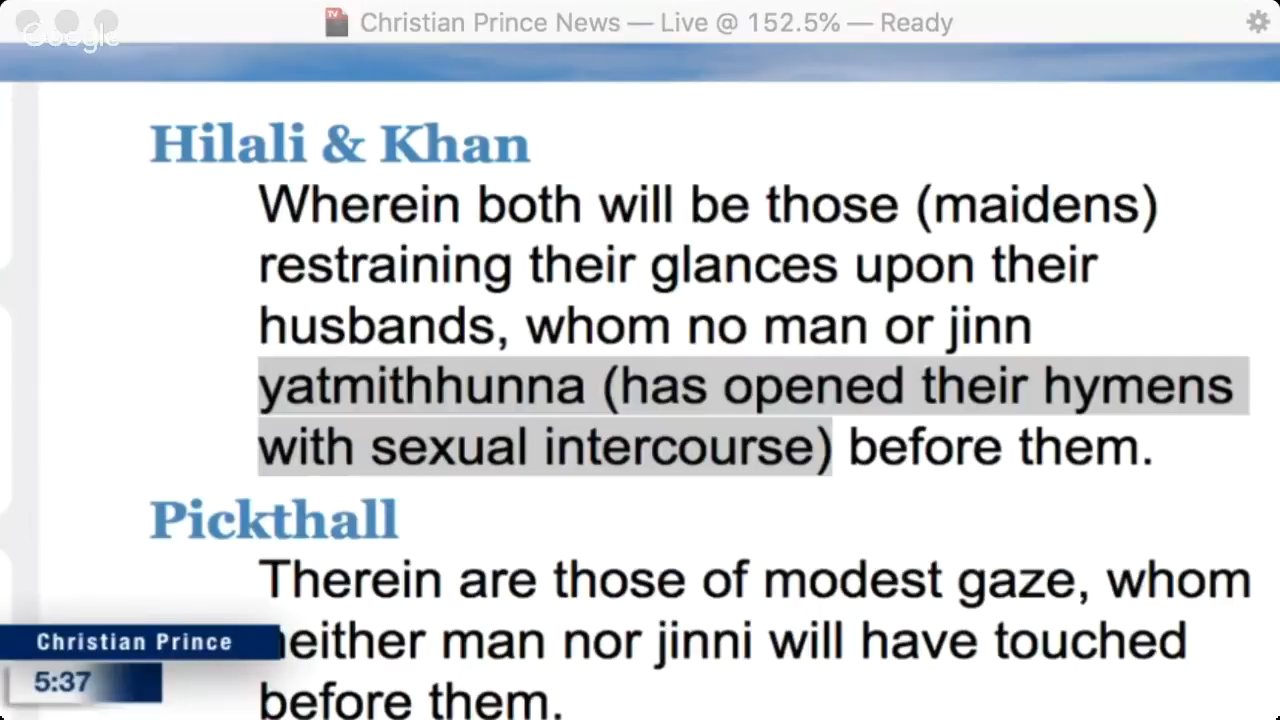 Christian Prince News — Live @ 152.5% — Ready
Google
Hilali & Khan
Wherein both will be those (maidens)
restraining their glances upon their
husbands, whom no man or jinn
yatmithhunna (has opened their hymens
with sexual intercourse) before them.
Pickthall
Therein are those of modest gaze, whom
neither man nor jinni will have touched
before them.
Christian Prince
5:37
TV